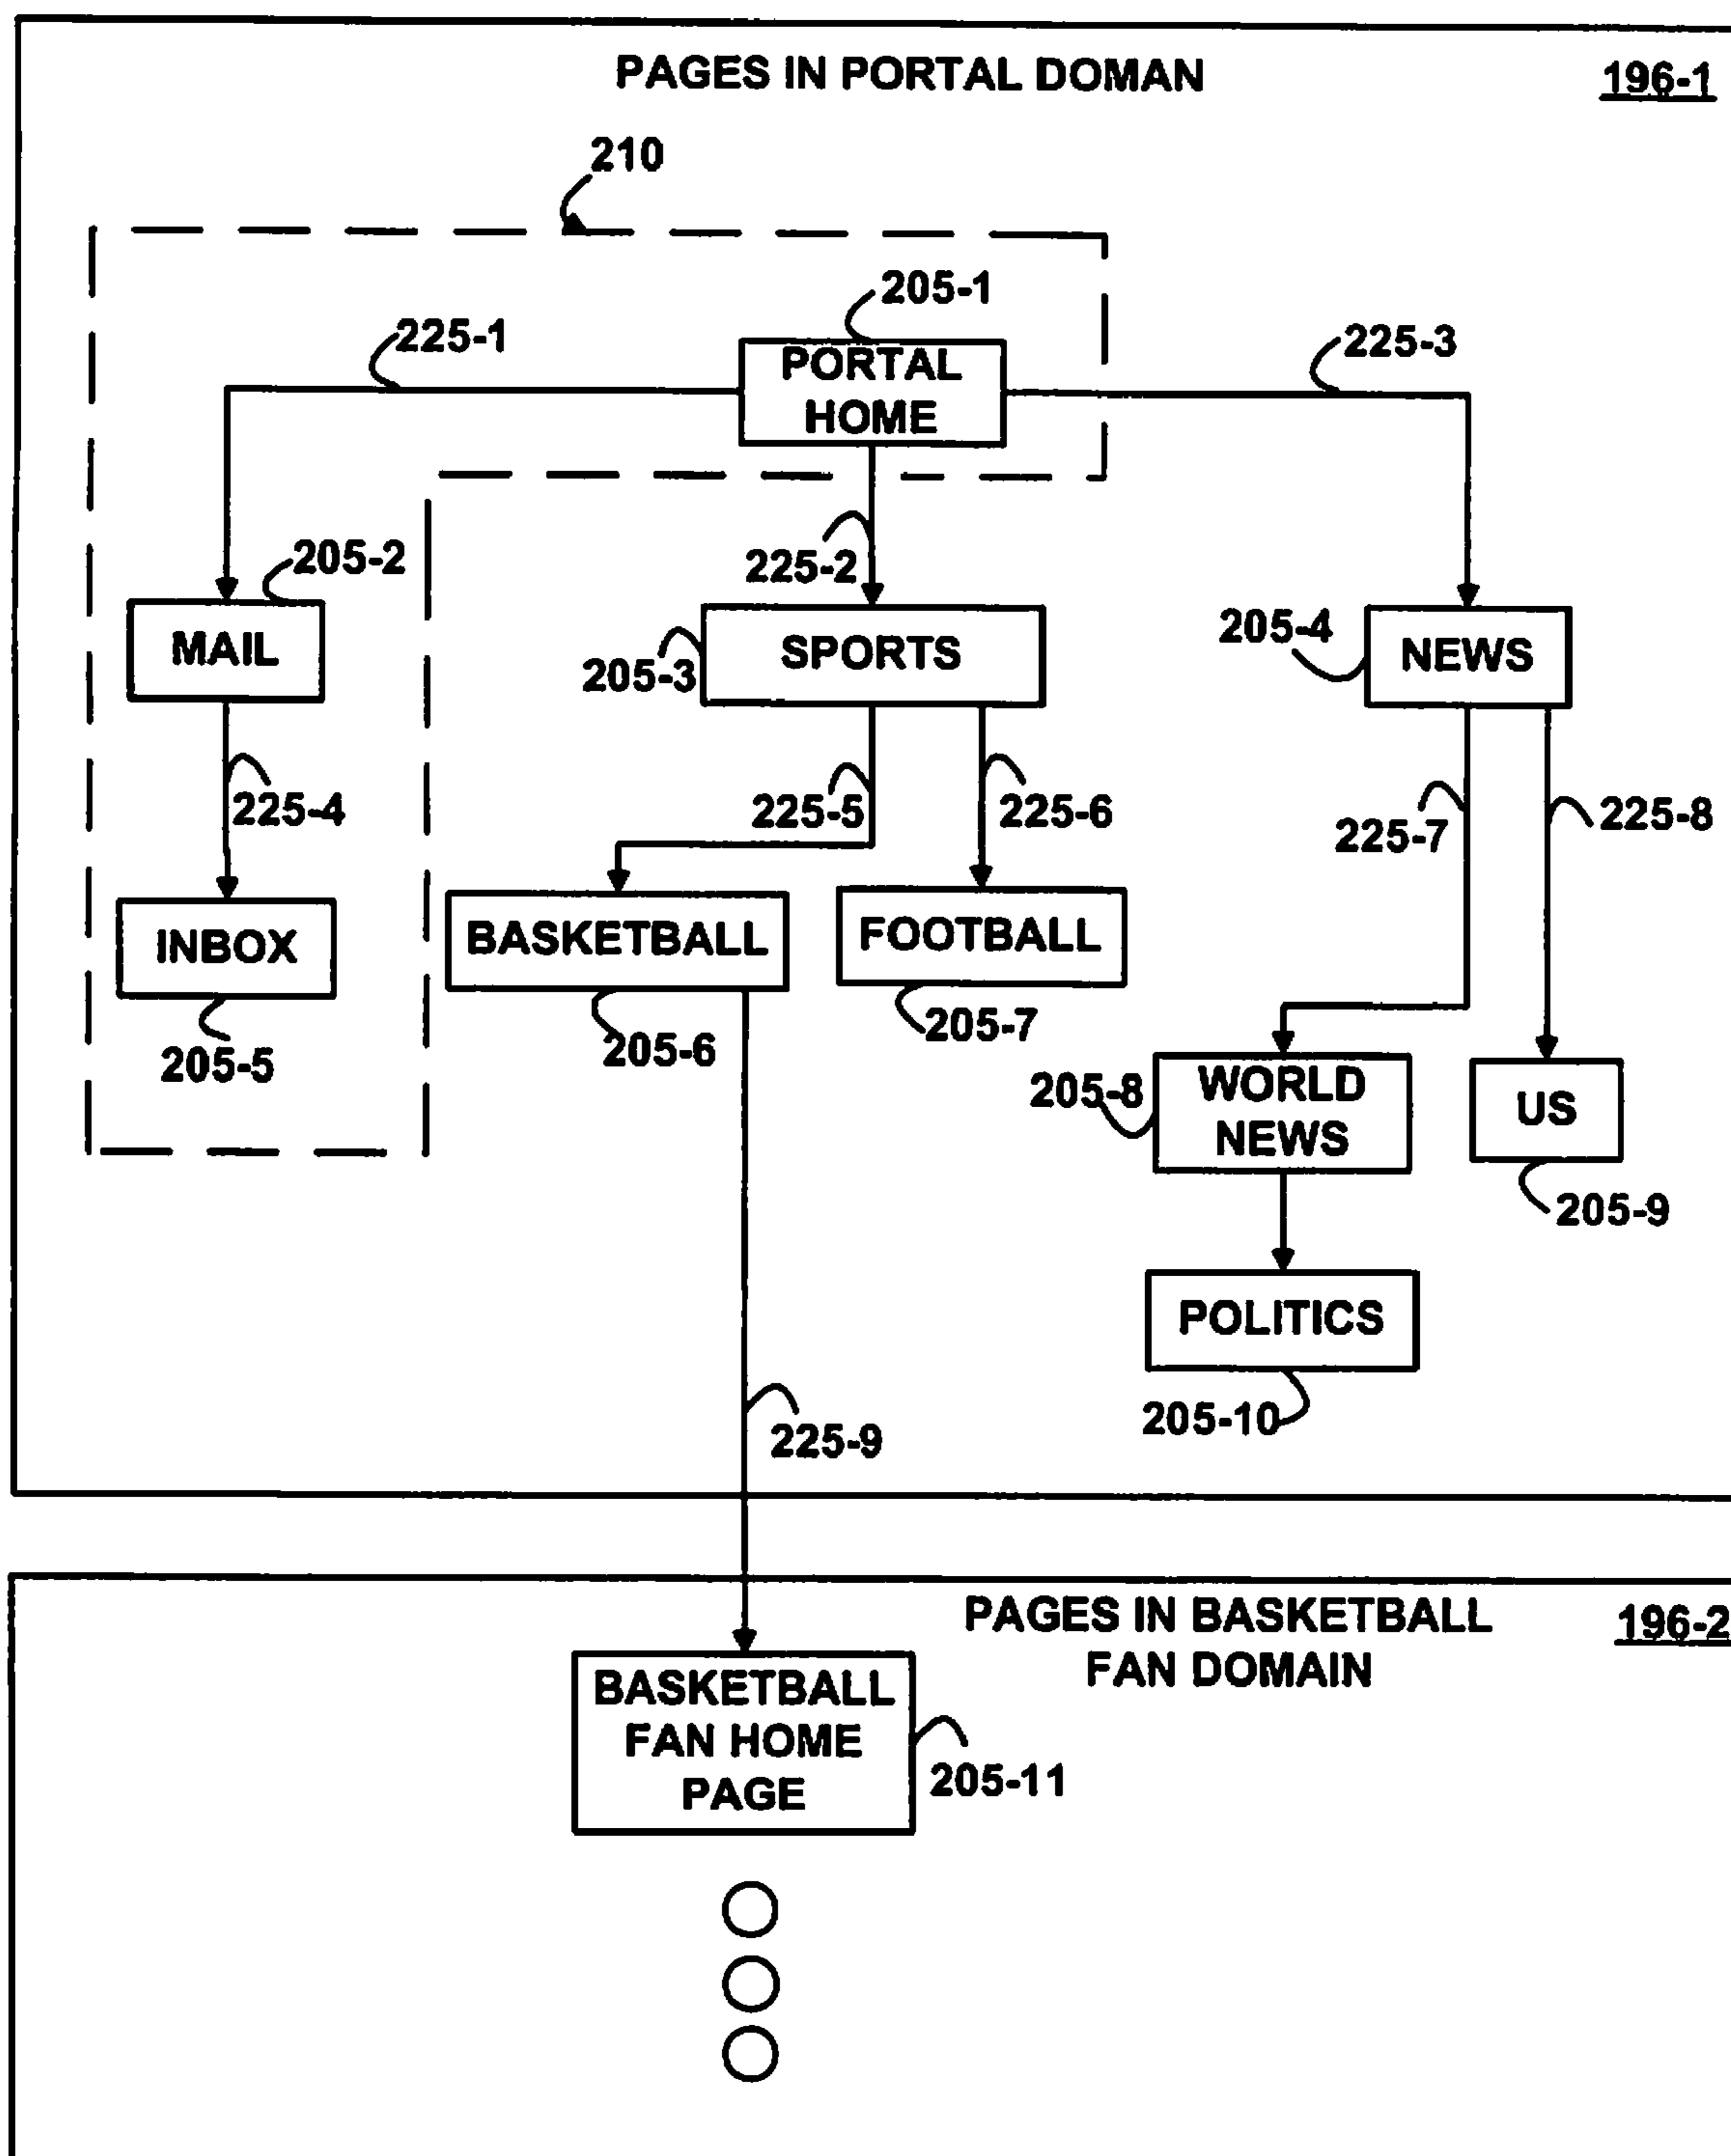 PAGES IN PORTAL DOMAN
196-1
210
205-1
225-1
225-3
PORTAL
HOME
205-2
225-2
MAIL
SPORTS
205-4
NEWS
205-3
225-4
225-5
225-6
225-7
225-8
INBOX
BASKETBALL
FOOTBALL
205-5
205-6
205-7
205-8
WORLD
NEWS
US
205-9
POLITICS
205-10
225-9
PAGES IN BASKETBALL
FAN DOMAIN
196-2
BASKETBALL
FAN HOME
PAGE
205-11